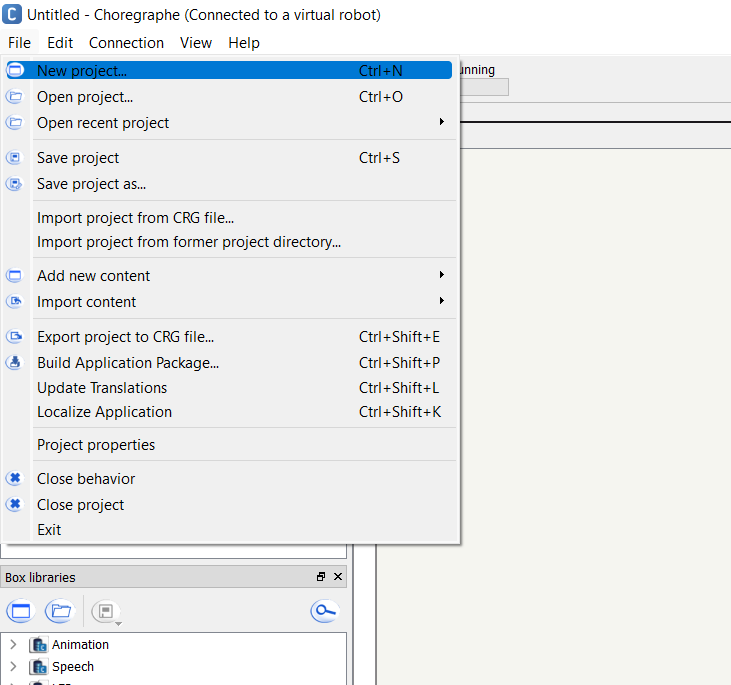 Untitled - Choregraphe (Connected to a virtual robot)
File Edit Connection View Help
New project... Ctrl+N
Open project... Ctrl+O
Open recent project
Save project Ctrl+S
Save project as...
Import project from CRG file...
Import project from former project directory...
Add new content
Import content
Export project to CRG file... Ctrl+Shift+E
Build Application Package... Ctrl+Shift+P
Update Translations Ctrl+Shift+L
Localize Application Ctrl+Shift+K
Project properties
Close behavior
Close project
Exit
unning
Box libraries
Animation
Speech